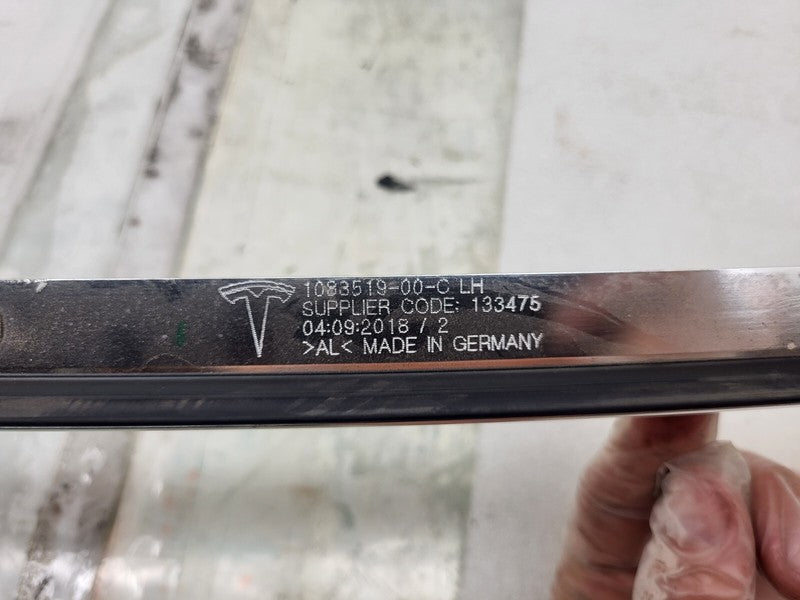 1083519-00-C LH
SUPPLIER CODE: 133475
04:09:2018 / 2
>AL< MADE IN GERMANY